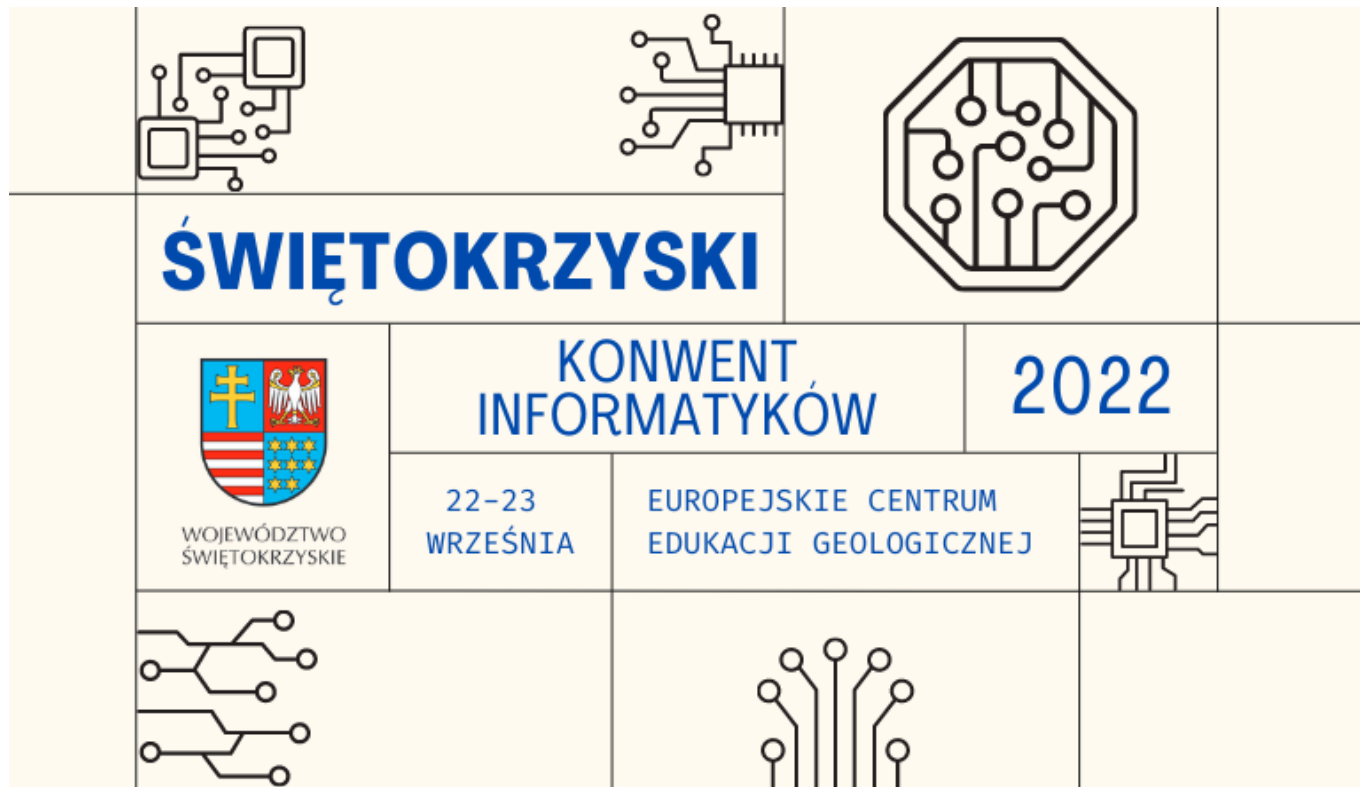 ŚWIĘTOKRZYSKI
KONWENT
INFORMATYKÓW
2022
WOJEWÓDZTWO
ŚWIĘTOKRZYSKIE
22–23
WRZEŚNIA
EUROPEJSKIE CENTRUM
EDUKACJI GEOLOGICZNEJ